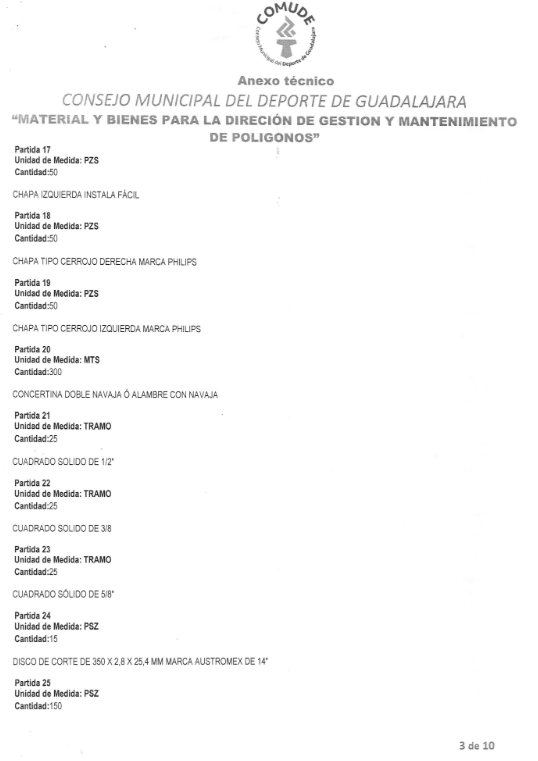 COMUDE
Consejo Municipal del Deporte de Guadalajara
Anexo técnico
CONSEJO MUNICIPAL DEL DEPORTE DE GUADALAJARA
"MATERIAL Y BIENES PARA LA DIRECIÓN DE GESTION Y MANTENIMIENTO
DE POLIGONOS"
Partida 17
Unidad de Medida: PZS
Cantidad:50
CHAPA IZQUIERDA INSTALA FÁCIL
Partida 18
Unidad de Medida: PZS
Cantidad:50
CHAPA TIPO CERROJO DERECHA MARCA PHILIPS
Partida 19
Unidad de Medida: PZS
Cantidad:50
CHAPA TIPO CERROJO IZQUIERDA MARCA PHILIPS
Partida 20
Unidad de Medida: MTS
Cantidad:300
CONCERTINA DOBLE NAVAJA Ó ALAMBRE CON NAVAJA
Partida 21
Unidad de Medida: TRAMO
Cantidad:25
CUADRADO SOLIDO DE 1/2"
Partida 22
Unidad de Medida: TRAMO
Cantidad:25
CUADRADO SOLIDO DE 3/8
Partida 23
Unidad de Medida: TRAMO
Cantidad:25
CUADRADO SÓLIDO DE 5/8"
Partida 24
Unidad de Medida: PSZ
Cantidad:15
DISCO DE CORTE DE 350 X 2,8 X 25,4 MM MARCA AUSTROMEX DE 14"
Partida 25
Unidad de Medida: PSZ
Cantidad:150
3 de 10